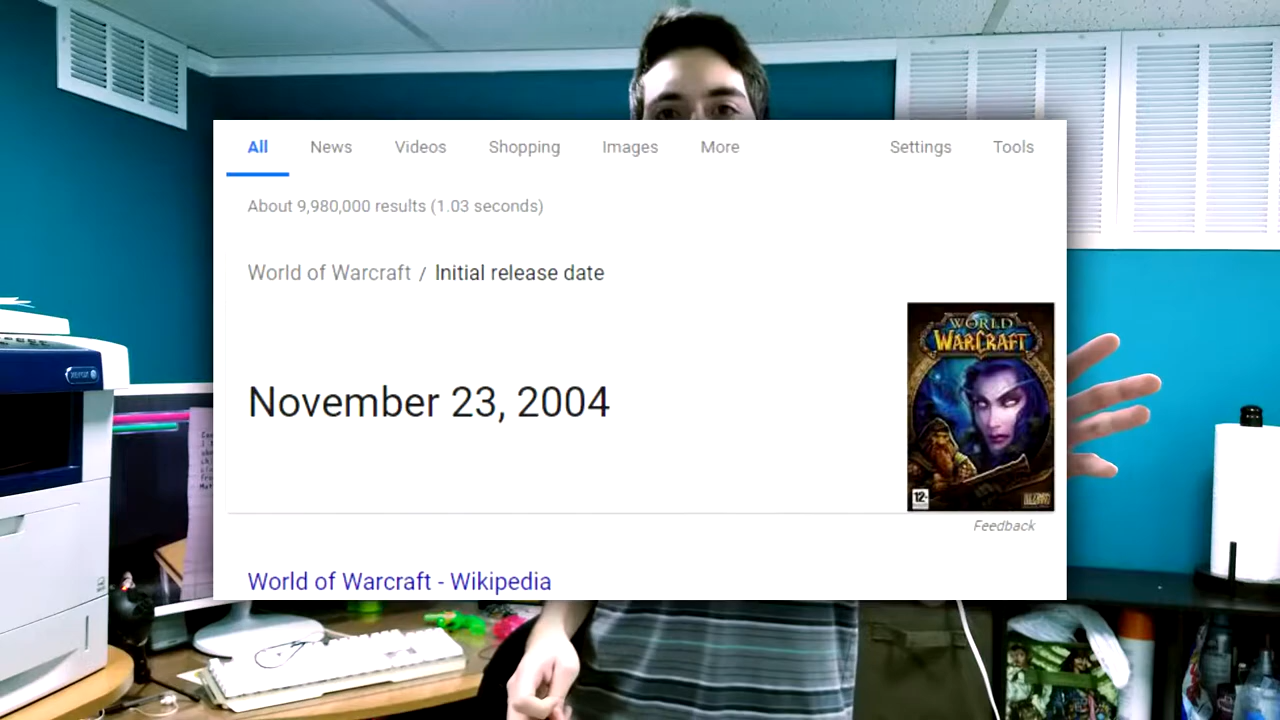 All News Videos Shopping Images More Settings Tools
About 9,980,000 results (1.03 seconds)
World of Warcraft / Initial release date
WORLD
WARCRAFT
November 23, 2004
12+
Feedback
World of Warcraft - Wikipedia